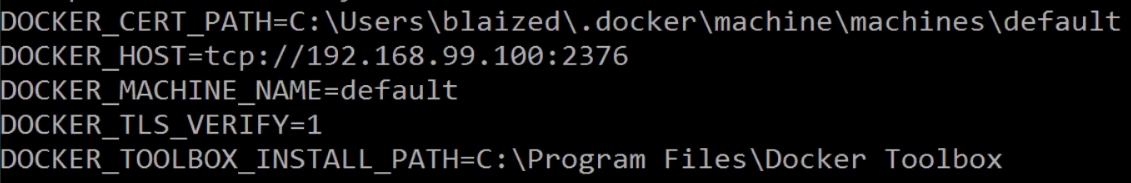 DOCKER_CERT_PATH=C:\Users\blaized\.docker\machine\machines\default
DOCKER_HOST=tcp://192.168.99.100:2376
DOCKER_MACHINE_NAME=default
DOCKER_TLS_VERIFY=1
DOCKER_TOOLBOX_INSTALL_PATH=C:\Program Files\Docker Toolbox